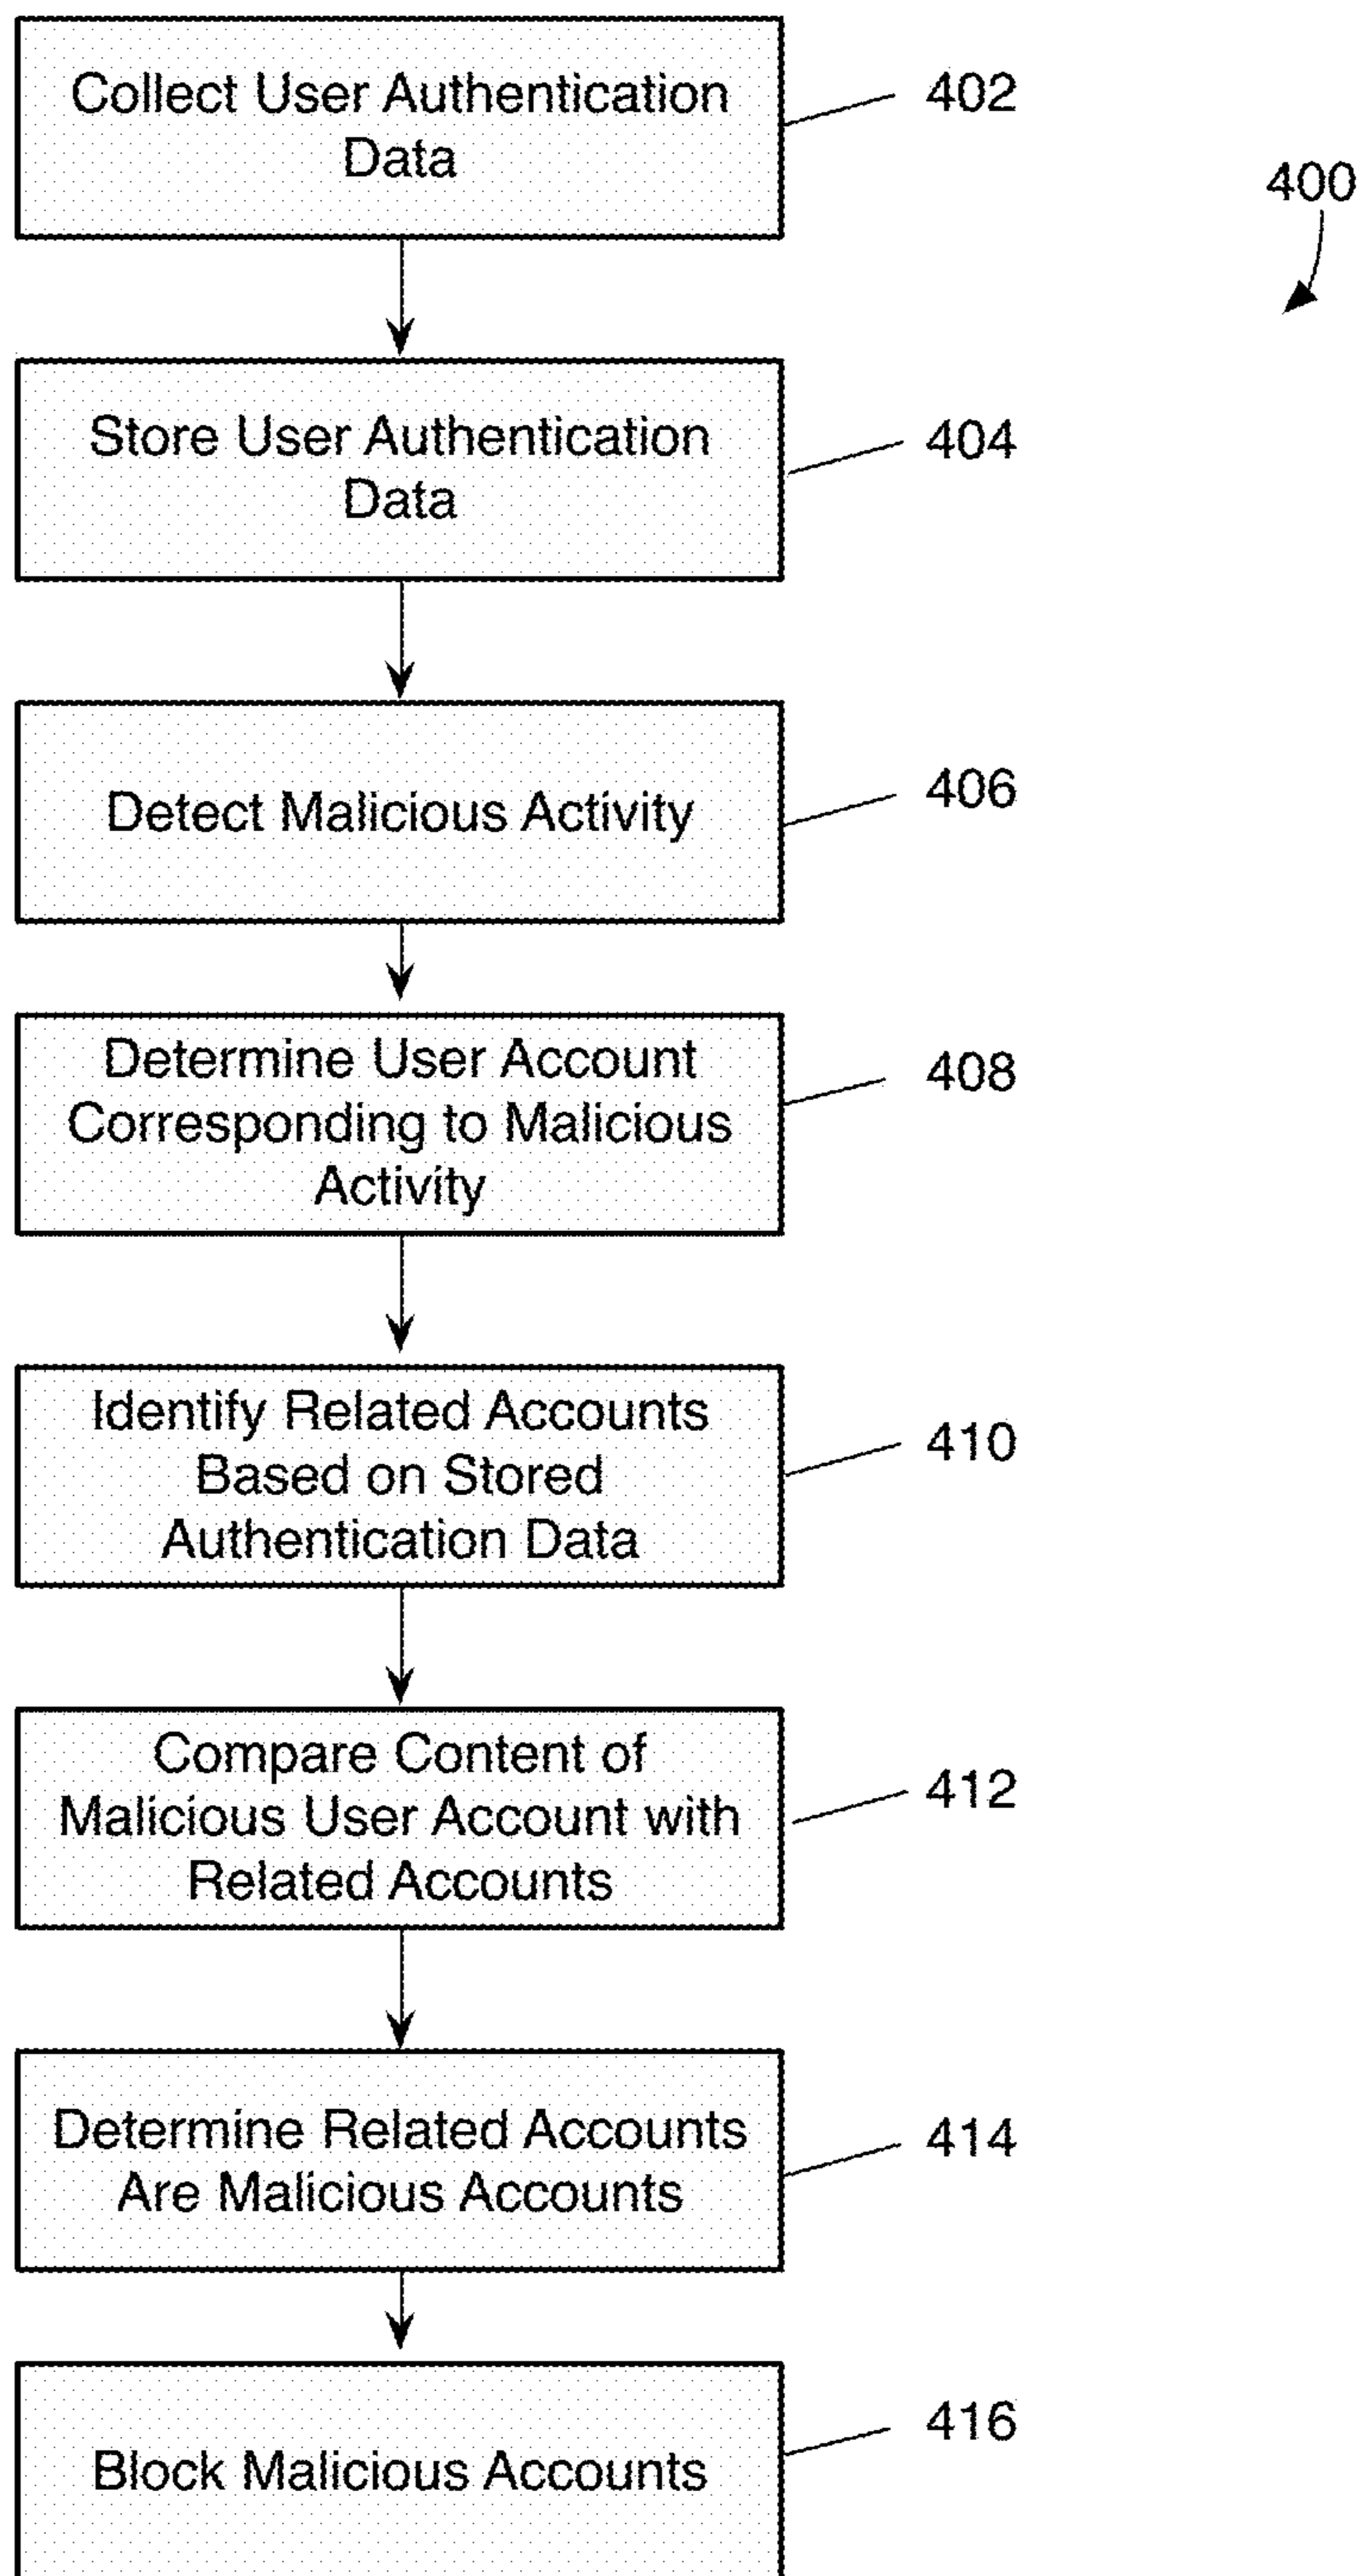 Collect User Authentication
Data
402
400
Store User Authentication
Data
404
Detect Malicious Activity
406
Determine User Account
Corresponding to Malicious
Activity
408
Identify Related Accounts
Based on Stored
Authentication Data
410
Compare Content of
Malicious User Account with
Related Accounts
412
Determine Related Accounts
Are Malicious Accounts
414
Block Malicious Accounts
416